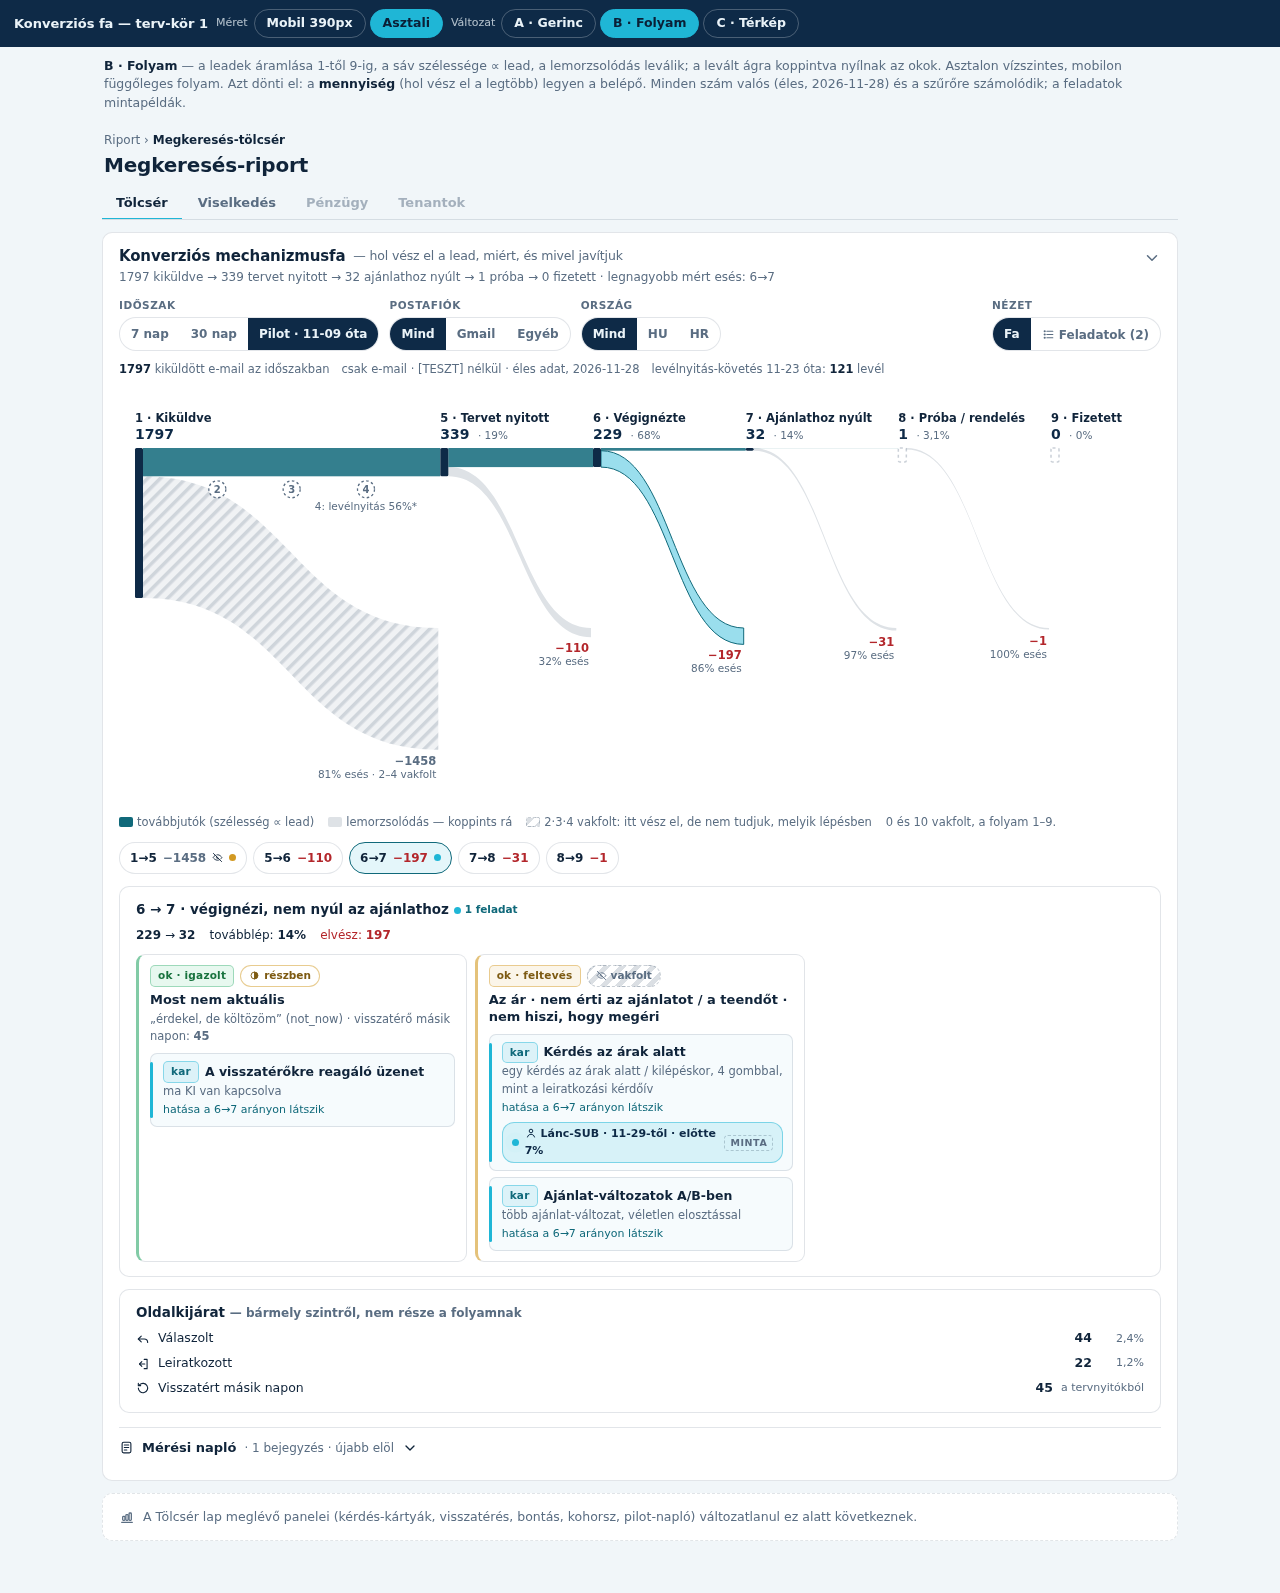 Konverziós fa — terv-kör 1 Méret Mobil 390px Asztali Változat A · Gerinc B · Folyam C · Térkép
B · Folyam — a leadek áramlása 1-től 9-ig, a sáv szélessége ∝ lead, a lemorzsolódás leválik; a levált ágra koppintva nyílnak az okok. Asztalon vízszintes, mobilon
függőleges folyam. Azt dönti el: a mennyiség (hol vész el a legtöbb) legyen a belépő. Minden szám valós (éles, 2026-11-28) és a szűrőre számolódik; a feladatok
mintapéldák.
Riport › Megkeresés-tölcsér
Megkeresés-riport
Tölcsér Viselkedés Pénzügy Tenantok
Konverziós mechanizmusfa — hol vész el a lead, miért, és mivel javítjuk
1797 kiküldve → 339 tervet nyitott → 32 ajánlathoz nyúlt → 1 próba → 0 fizetett · legnagyobb mért esés: 6→7
IDŐSZAK POSTAFIÓK ORSZÁG NÉZET
7 nap 30 nap Pilot · 11-09 óta Mind Gmail Egyéb Mind HU HR Fa Feladatok (2)
1797 kiküldött e-mail az időszakban csak e-mail · [TESZT] nélkül · éles adat, 2026-11-28 levélnyitás-követés 11-23 óta: 121 levél
1 · Kiküldve 5 · Tervet nyitott 6 · Végignézte 7 · Ajánlathoz nyúlt 8 · Próba / rendelés 9 · Fizetett
1797 339 · 19% 229 · 68% 32 · 14% 1 · 3,1% 0 · 0%
2 3 4
4: levélnyitás 56%*
−110
32% esés
−197
86% esés
−31
97% esés
−1
100% esés
−1458
81% esés · 2–4 vakfolt
továbbjutók (szélesség ∝ lead) lemorzsolódás — koppints rá 2·3·4 vakfolt: itt vész el, de nem tudjuk, melyik lépésben 0 és 10 vakfolt, a folyam 1–9.
1→5 −1458 5→6 −110 6→7 −197 7→8 −31 8→9 −1
6 → 7 · végignézi, nem nyúl az ajánlathoz 1 feladat
229 → 32 továbblép: 14% elvész: 197
ok · igazolt részben
Most nem aktuális
„érdekel, de költözöm” (not_now) · visszatérő másik
napon: 45
kar A visszatérőkre reagáló üzenet
ma KI van kapcsolva
hatása a 6→7 arányon látszik
ok · feltevés vakfolt
Az ár · nem érti az ajánlatot / a teendőt ·
nem hiszi, hogy megéri
kar Kérdés az árak alatt
egy kérdés az árak alatt / kilépéskor, 4 gombbal,
mint a leiratkozási kérdőív
hatása a 6→7 arányon látszik
Lánc-SUB · 11-29-től · előtte
7% MINTA
kar Ajánlat-változatok A/B-ben
több ajánlat-változat, véletlen elosztással
hatása a 6→7 arányon látszik
Oldalkijárat — bármely szintről, nem része a folyamnak
Válaszolt 44 2,4%
Leiratkozott 22 1,2%
Visszatért másik napon 45 a tervnyitókból
Mérési napló · 1 bejegyzés · újabb elöl
A Tölcsér lap meglévő panelei (kérdés-kártyák, visszatérés, bontás, kohorsz, pilot-napló) változatlanul ez alatt következnek.